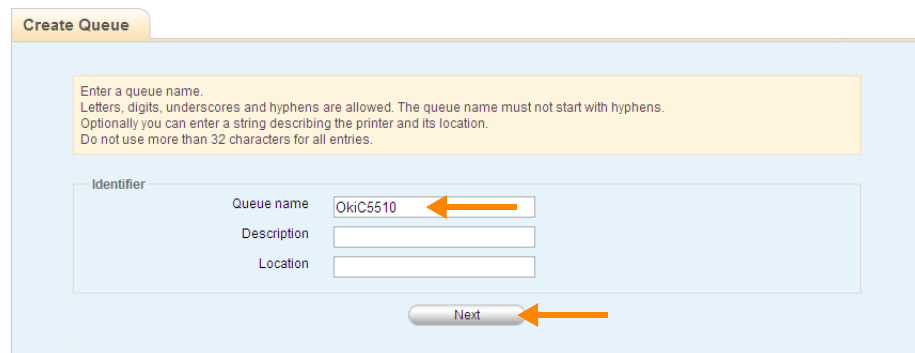 Create Queue
Enter a queue name.
Letters, digits, underscores and hyphens are allowed. The queue name must not start with hyphens.
Optionally you can enter a string describing the printer and its location.
Do not use more than 32 characters for all entries.
Identifier
Queue name OkiC5510
Description
Location
Next